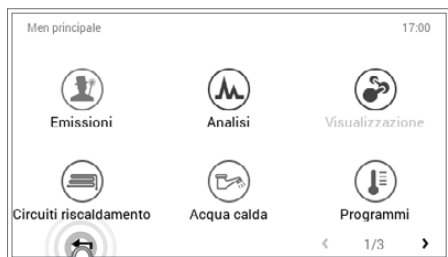 Men principale 17:00
Emissioni Analisi Visualizzazione
Circuiti riscaldamento Acqua calda Programmi
1/3